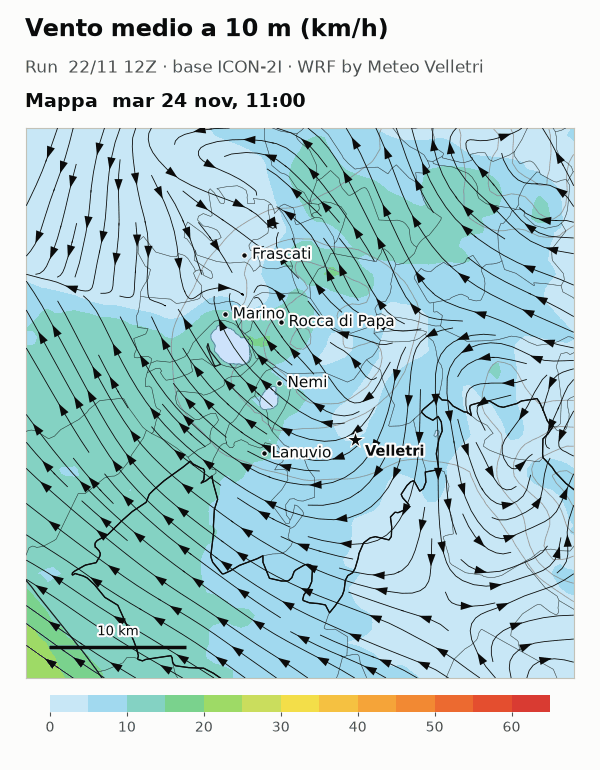 Vento medio a 10 m (km/h)
Run  22/11 12Z · base ICON-2I · WRF by Meteo Velletri
Mappa  mar 24 nov, 11:00
Frascati
Marino
Rocca di Papa
Nemi
Velletri
Lanuvio
10 km
0 10 20 30 40 50 60